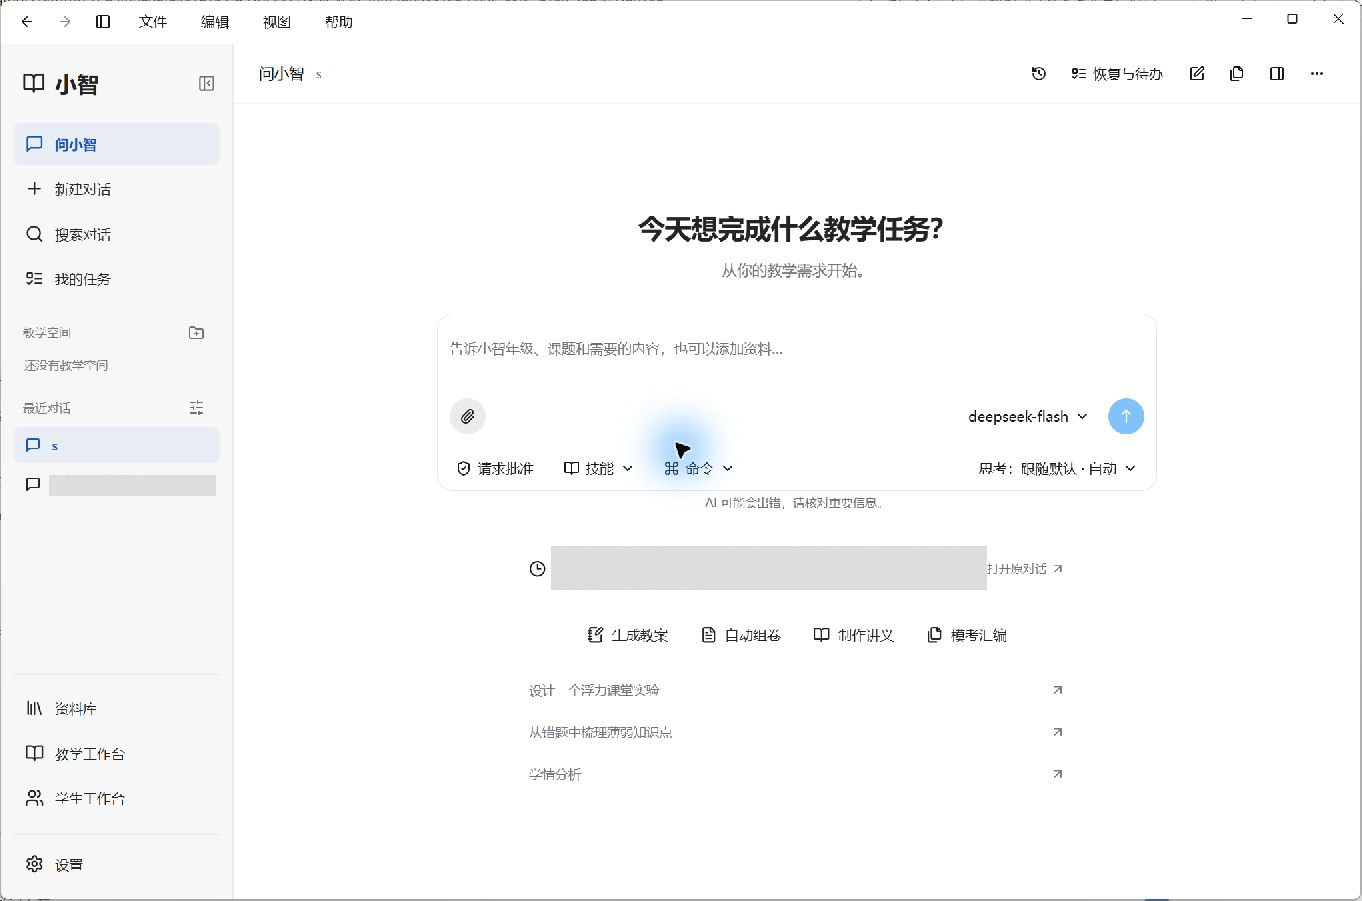 文件 编辑 视图 帮助
小智
问小智
新建对话
搜索对话
我的任务
教学空间
还没有教学空间
最近对话
s
资料库
教学工作台
学生工作台
设置
问小智 s
恢复与待办
今天想完成什么教学任务?
从你的教学需求开始。
告诉小智年级、课题和需要的内容，也可以添加资料...
deepseek-flash
请求批准 技能 命令 思考：跟随默认 · 自动
AI 可能会出错，请核对重要信息。
打开原对话
生成教案 自动组卷 制作讲义 模考汇编
设计一个浮力课堂实验
从错题中梳理薄弱知识点
学情分析